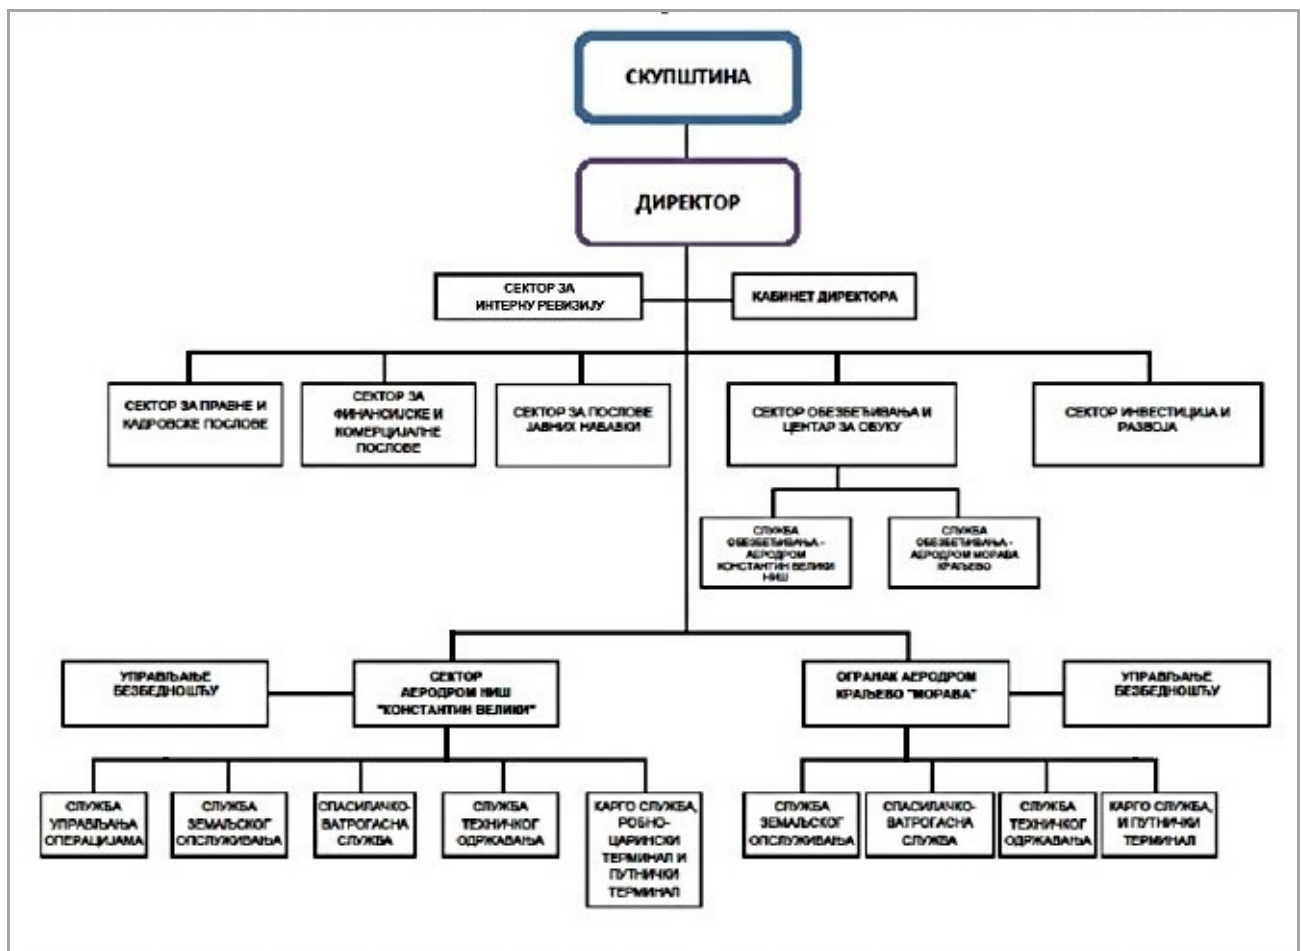 СКУПШТИНА
ДИРЕКТОР
СЕКТОР ЗА
ИНТЕРНУ РЕВИЗИЈУ
КАБИНЕТ ДИРЕКТОРА
СЕКТОР ЗА ПРАВНЕ И
КАДРОВСКЕ ПОСЛОВЕ
СЕКТОР ЗА
ФИНАНСИЈСКЕ И
КОМЕРЦИЈАЛНЕ
ПОСЛОВЕ
СЕКТОР ЗА ПОСЛОВЕ
ЈАВНИХ НАБАВКИ
СЕКТОР ОБЕЗБЕЂИВАЊА И
ЦЕНТАР ЗА ОБУКУ
СЕКТОР ИНВЕСТИЦИЈА И
РАЗВОЈА
СЛУЖБА
ОБЕЗБЕЂИВАЊА -
АЕРОДРОМ
КОНСТАНТИН ВЕЛИКИ
НИШ
СЛУЖБА
ОБЕЗБЕЂИВАЊА -
АЕРОДРОМ МОРАВА
КРАЉЕВО
УПРАВЉАЊЕ
БЕЗБЕДНОШЋУ
СЕКТОР
АЕРОДРОМ НИШ
"КОНСТАНТИН ВЕЛИКИ"
ОГРАНАК АЕРОДРОМ
КРАЉЕВО "МОРАВА"
УПРАВЉАЊЕ
БЕЗБЕДНОШЋУ
СЛУЖБА
УПРАВЉАЊА
ОПЕРАЦИЈАМА
СЛУЖБА
ЗЕМАЉСКОГ
ОПСЛУЖИВАЊА
СПАСИЛАЧКО-
ВАТРОГАСНА
СЛУЖБА
СЛУЖБА
ТЕХНИЧКОГ
ОДРЖАВАЊА
КАРГО СЛУЖБА,
РОБНО-
ЦАРИНСКИ
ТЕРМИНАЛ И
ПУТНИЧКИ
ТЕРМИНАЛ
СЛУЖБА
ЗЕМАЉСКОГ
ОПСЛУЖИВАЊА
СПАСИЛАЧКО-
ВАТРОГАСНА
СЛУЖБА
СЛУЖБА
ТЕХНИЧКОГ
ОДРЖАВАЊА
КАРГО СЛУЖБА,
И ПУТНИЧКИ
ТЕРМИНАЛ